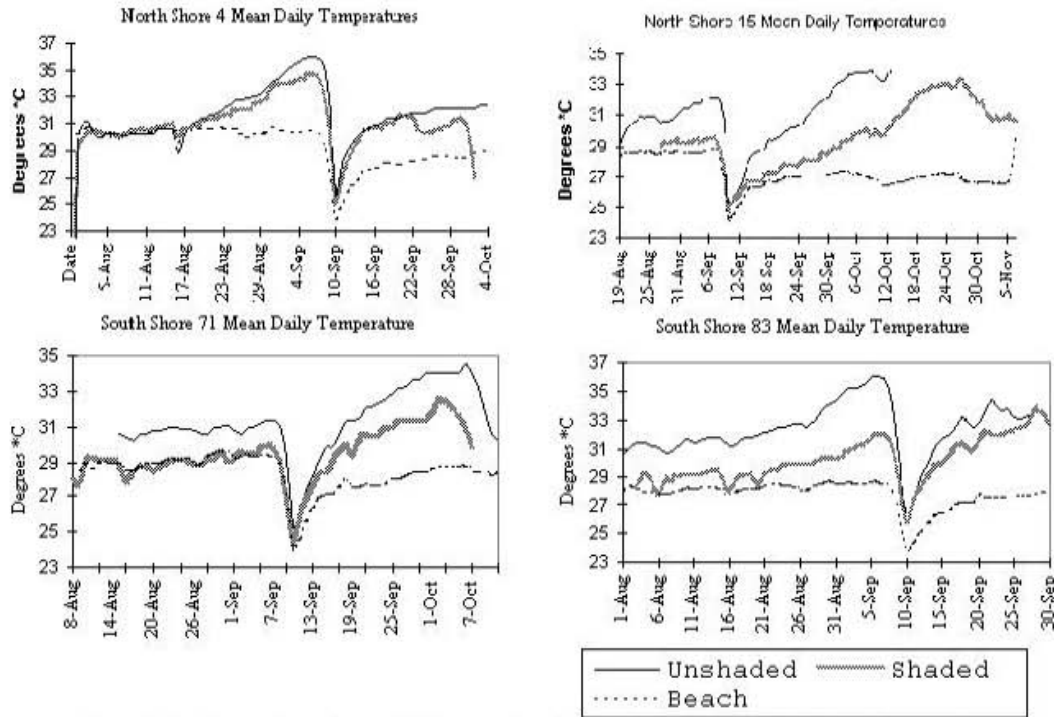 North Shore 4 Mean Daily Temperatures
Degrees *C
37
35
33
31
29
27
25
23
Date
5-Aug
11-Aug
17-Aug
23-Aug
29-Aug
4-Sep
10-Sep
16-Sep
22-Sep
28-Sep
4-Oct
North Shore 15 Mean Daily Temperatures
Degrees *C
37
35
33
31
29
27
25
23
19-Aug
25-Aug
31-Aug
6-Sep
12-Sep
18-Sep
24-Sep
30-Sep
6-Oct
12-Oct
18-Oct
24-Oct
30-Oct
5-Nov
South Shore 71 Mean Daily Temperature
Degrees *C
35
33
31
29
27
25
23
8-Aug
14-Aug
20-Aug
26-Aug
1-Sep
7-Sep
13-Sep
19-Sep
25-Sep
1-Oct
7-Oct
South Shore 83 Mean Daily Temperature
Degrees *C
37
35
33
31
29
27
25
23
1-Aug
6-Aug
11-Aug
16-Aug
21-Aug
26-Aug
31-Aug
5-Sep
10-Sep
15-Sep
20-Sep
25-Sep
30-Sep
Unshaded Shaded
Beach